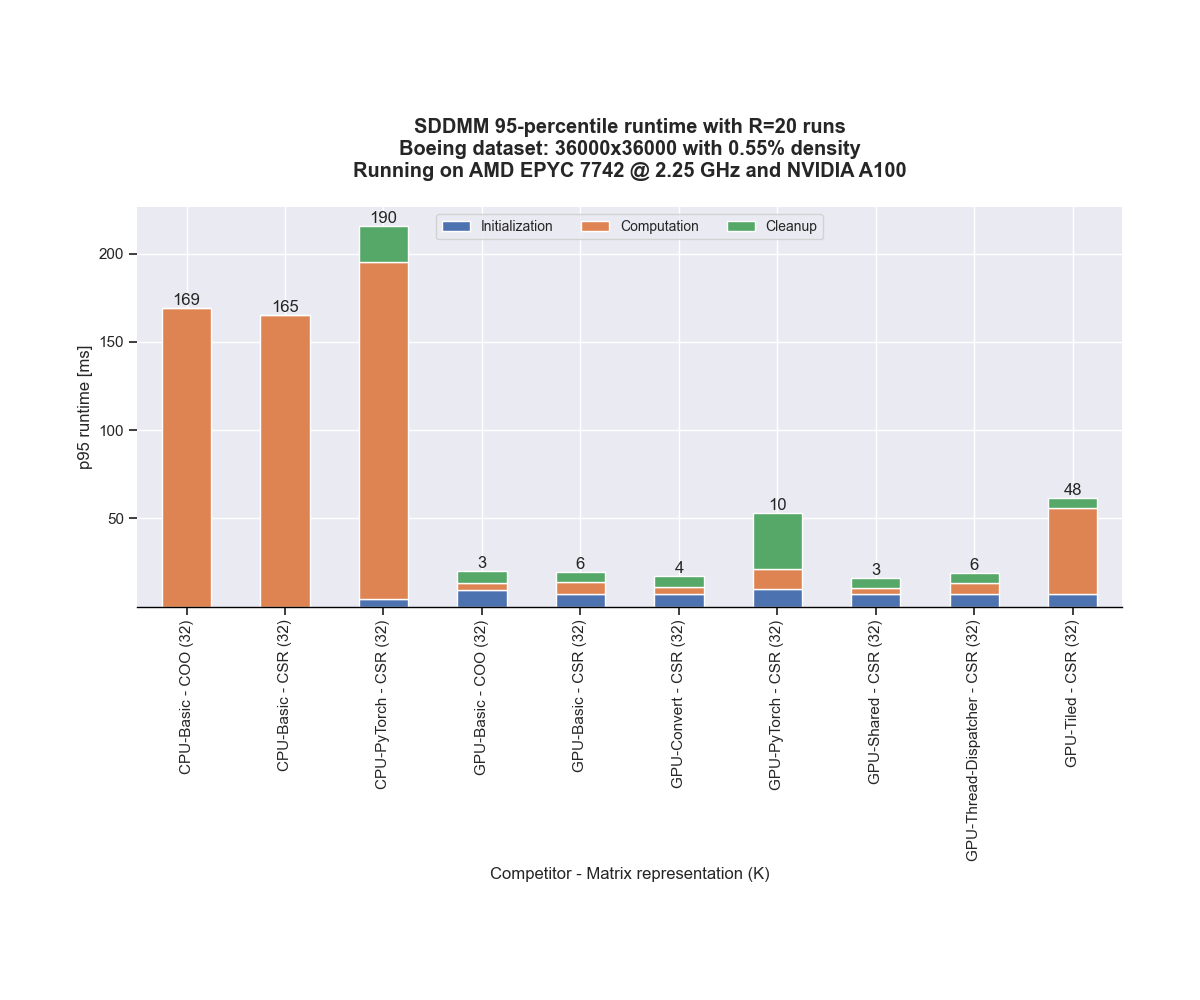 SDDMM 95-percentile runtime with R=20 runs
Boeing dataset: 36000x36000 with 0.55% density
Running on AMD EPYC 7742 @ 2.25 GHz and NVIDIA A100
Initialization
Computation
Cleanup
p95 runtime [ms]
200
150
100
50
169
165
190
3
6
4
10
3
6
48
CPU-Basic - COO (32)
CPU-Basic - CSR (32)
CPU-PyTorch - CSR (32)
GPU-Basic - COO (32)
GPU-Basic - CSR (32)
GPU-Convert - CSR (32)
GPU-PyTorch - CSR (32)
GPU-Shared - CSR (32)
GPU-Thread-Dispatcher - CSR (32)
GPU-Tiled - CSR (32)
Competitor - Matrix representation (K)